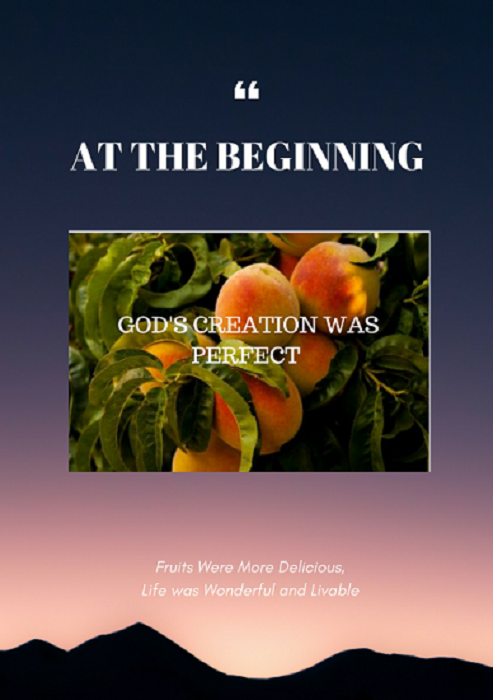 “
AT THE BEGINNING
GOD'S CREATION WAS
PERFECT
Fruits Were More Delicious,
Life was Wonderful and Livable